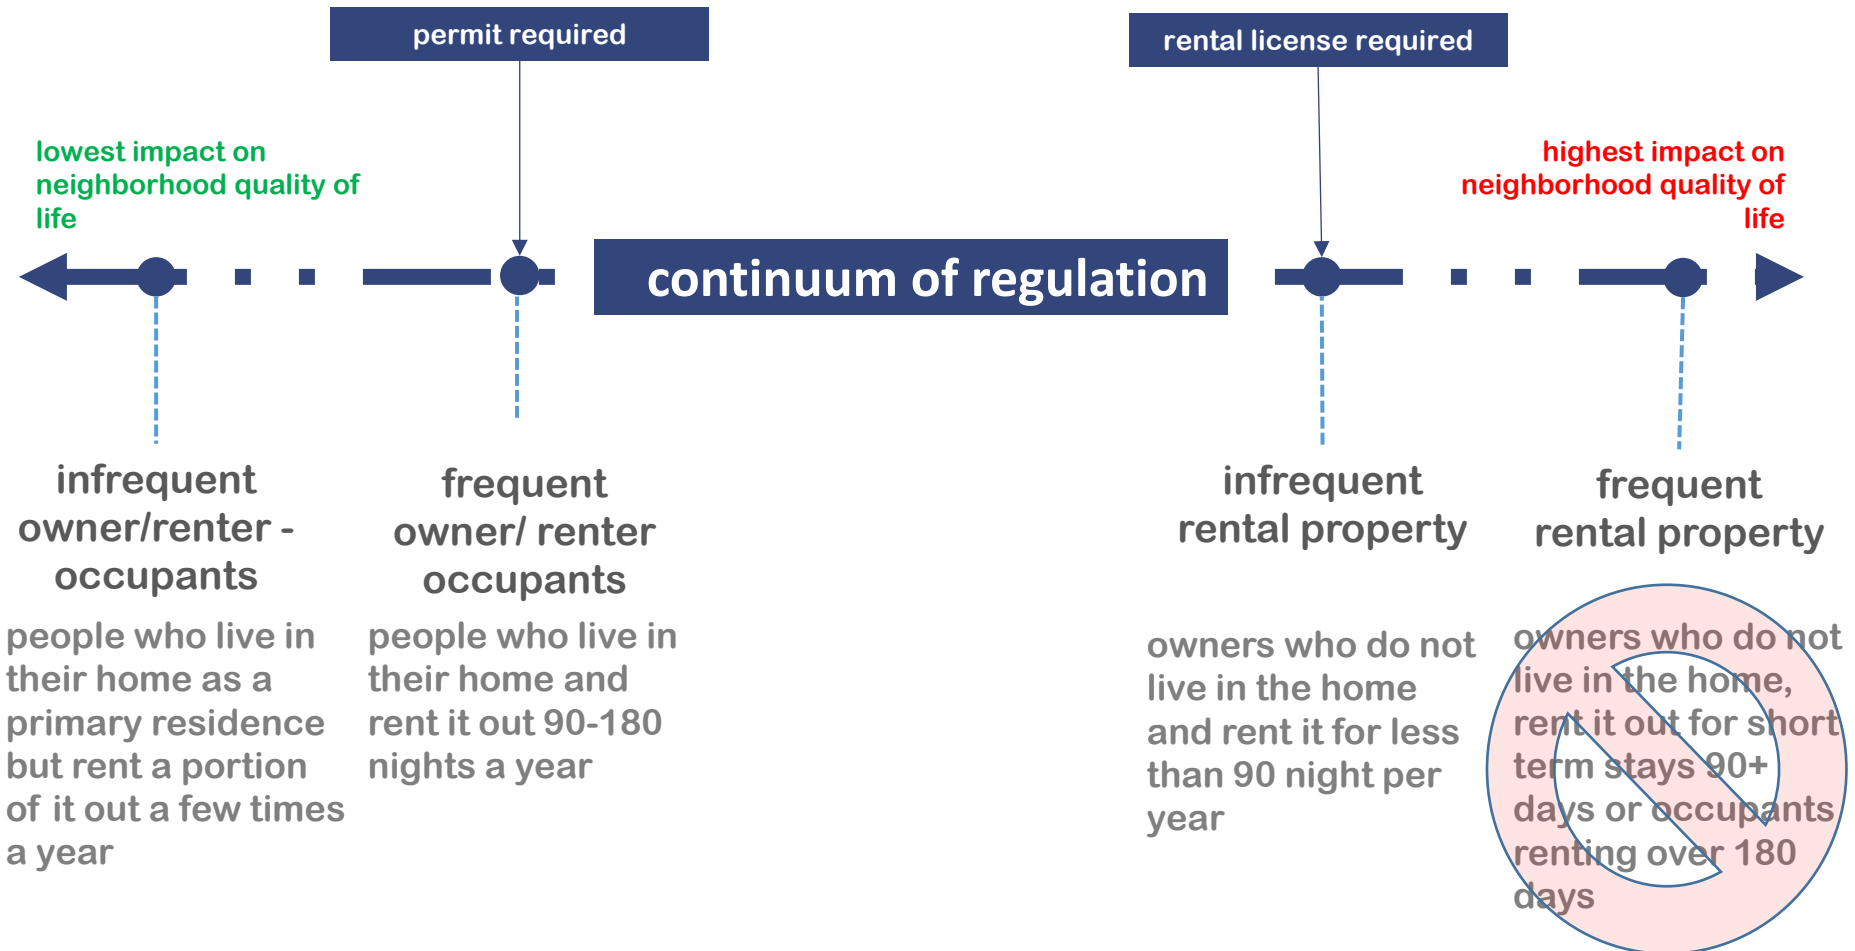 permit required
rental license required
lowest impact on
neighborhood quality of
life
highest impact on
neighborhood quality of
life
continuum of regulation
infrequent
owner/renter -
occupants
people who live in
their home as a
primary residence
but rent a portion
of it out a few times
a year
frequent
owner/ renter
occupants
people who live in
their home and
rent it out 90-180
nights a year
infrequent
rental property
owners who do not
live in the home
and rent it for less
than 90 night per
year
frequent
rental property
owners who do not
live in the home,
rent it out for short
term stays 90+
days or occupants
renting over 180
days